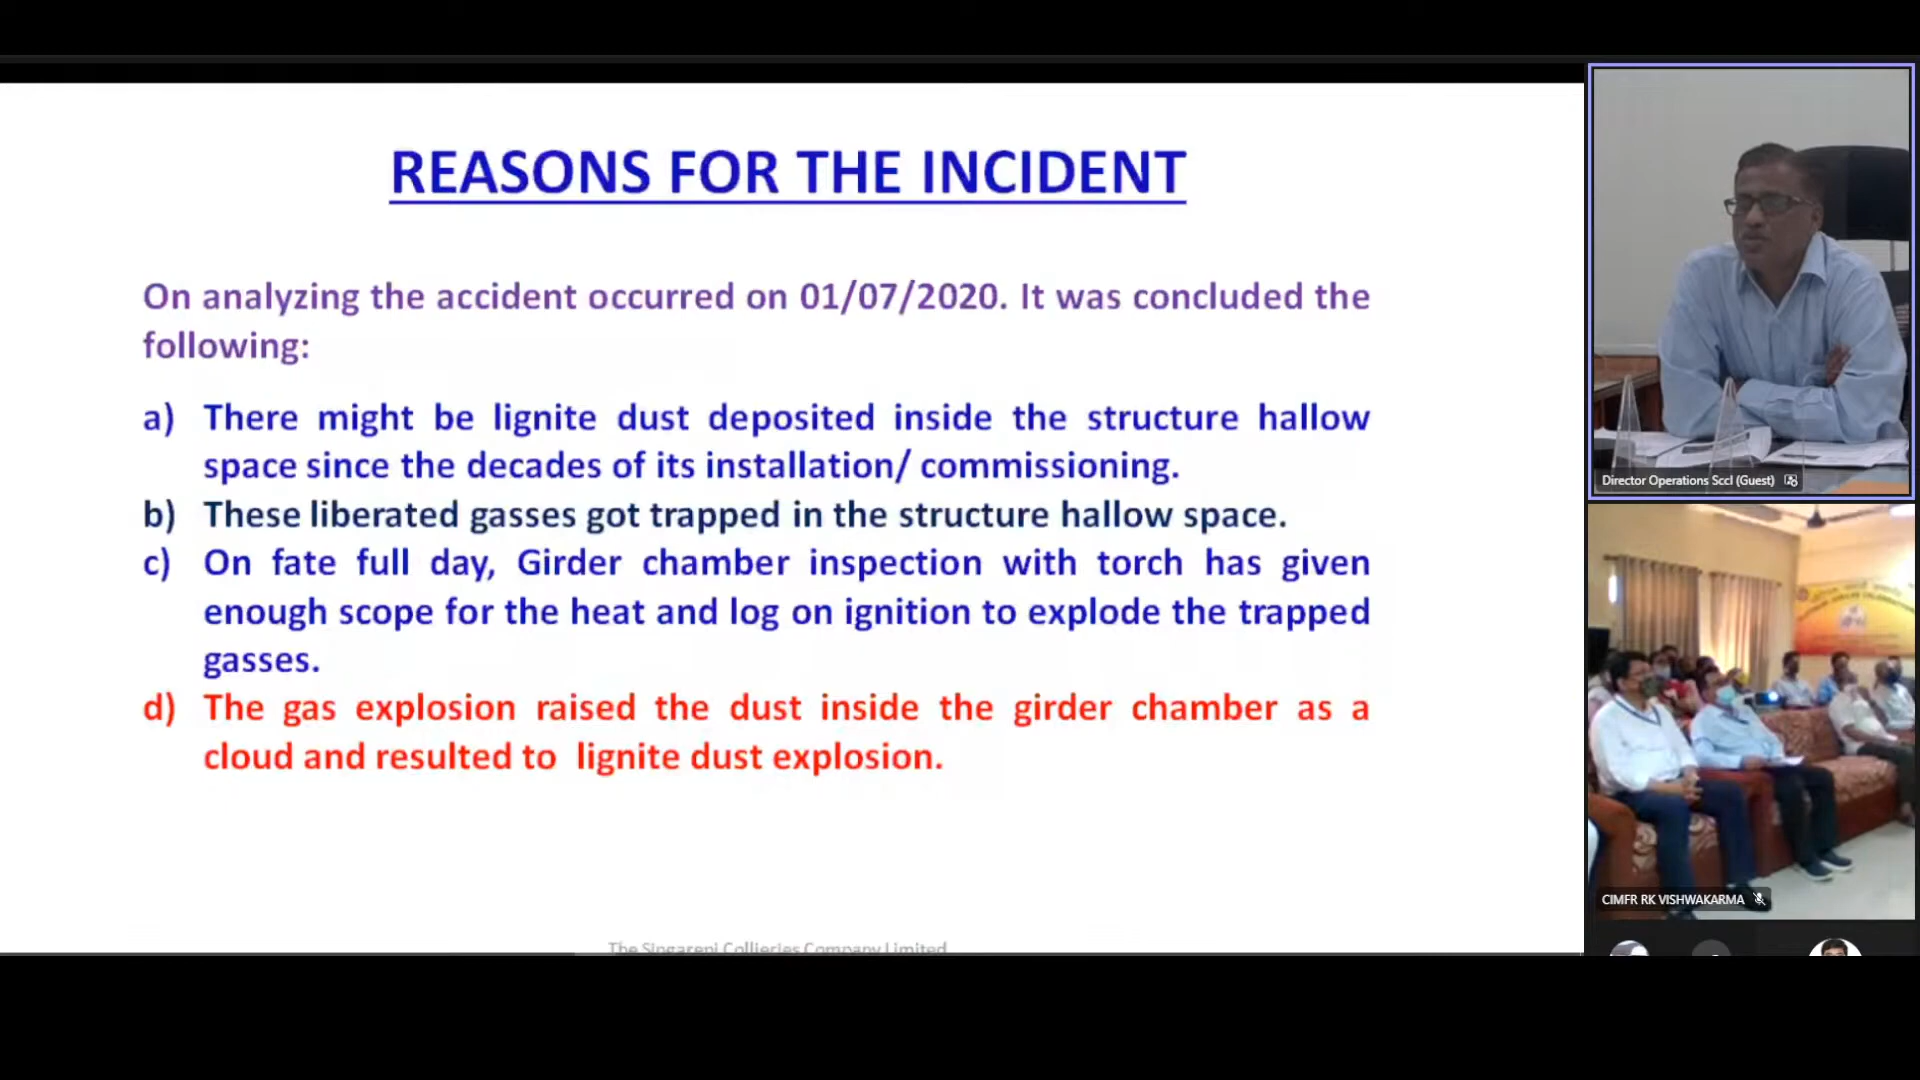 REASONS FOR THE INCIDENT
On analyzing the accident occurred on 01/07/2020. It was concluded the
following:
a) There might be lignite dust deposited inside the structure hallow
space since the decades of its installation/ commissioning.
b) These liberated gasses got trapped in the structure hallow space.
c) On fate full day, Girder chamber inspection with torch has given
enough scope for the heat and log on ignition to explode the trapped
gasses.
d) The gas explosion raised the dust inside the girder chamber as a
cloud and resulted to lignite dust explosion.
The Singareni Collieries Company Limited
Director Operations Sccl (Guest)
CIMFR RK VISHWAKARMA